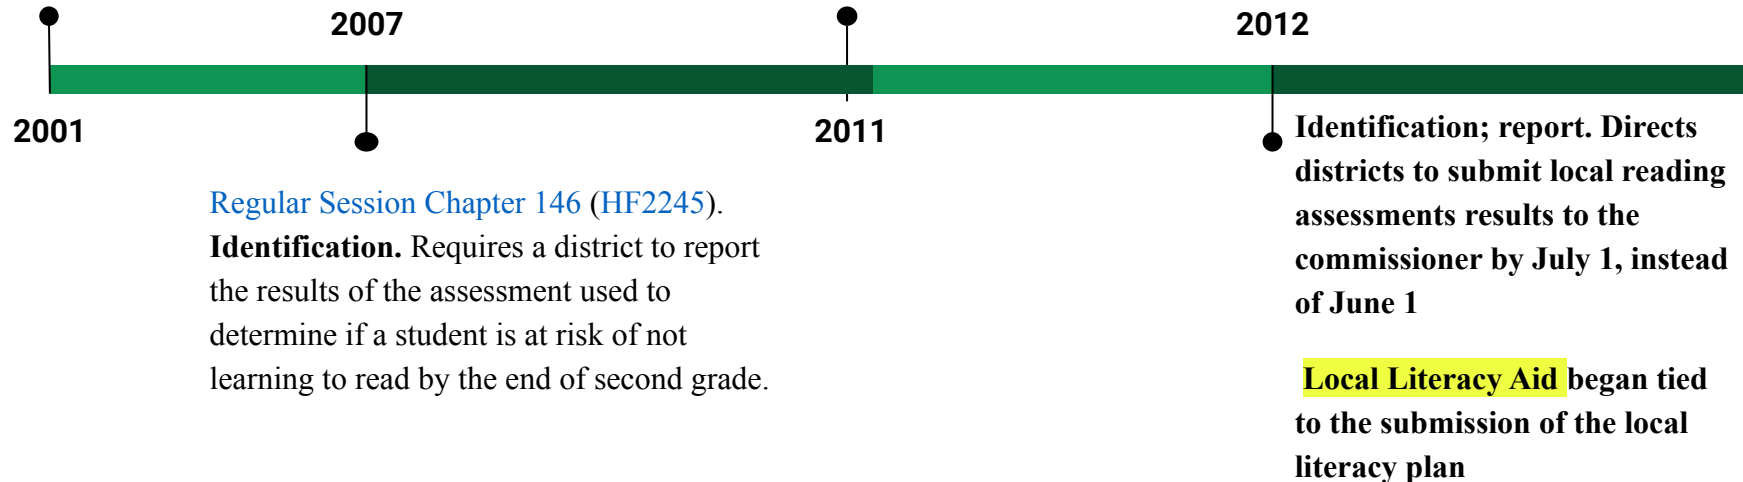 2007
2012
2001
2011
Regular Session Chapter 146 (HF2245).
Identification. Requires a district to report
the results of the assessment used to
determine if a student is at risk of not
learning to read by the end of second grade.
Identification; report. Directs
districts to submit local reading
assessments results to the
commissioner by July 1, instead
of June 1
Local Literacy Aid began tied
to the submission of the local
literacy plan